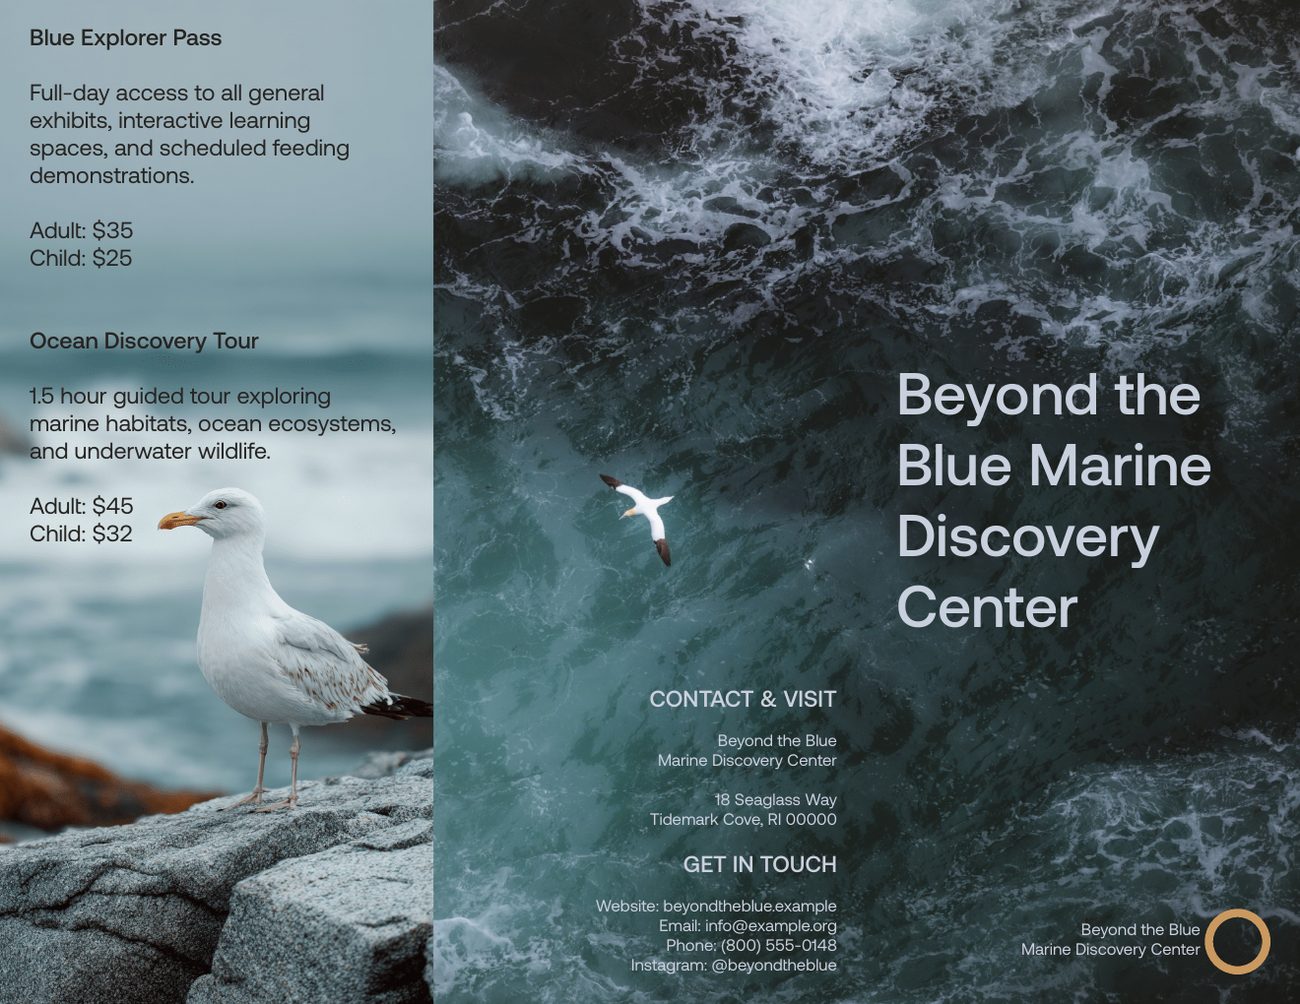 Blue Explorer Pass
Full-day access to all general
exhibits, interactive learning
spaces, and scheduled feeding
demonstrations.
Adult: $35
Child: $25
Ocean Discovery Tour
1.5 hour guided tour exploring
marine habitats, ocean ecosystems,
and underwater wildlife.
Adult: $45
Child: $32
CONTACT & VISIT
Beyond the Blue
Marine Discovery Center
18 Seaglass Way
Tidemark Cove, RI 00000
GET IN TOUCH
Website: beyondtheblue.example
Email: info@example.org
Phone: (800) 555-0148
Instagram: @beyondtheblue
Beyond the
Blue Marine
Discovery
Center
Beyond the Blue
Marine Discovery Center